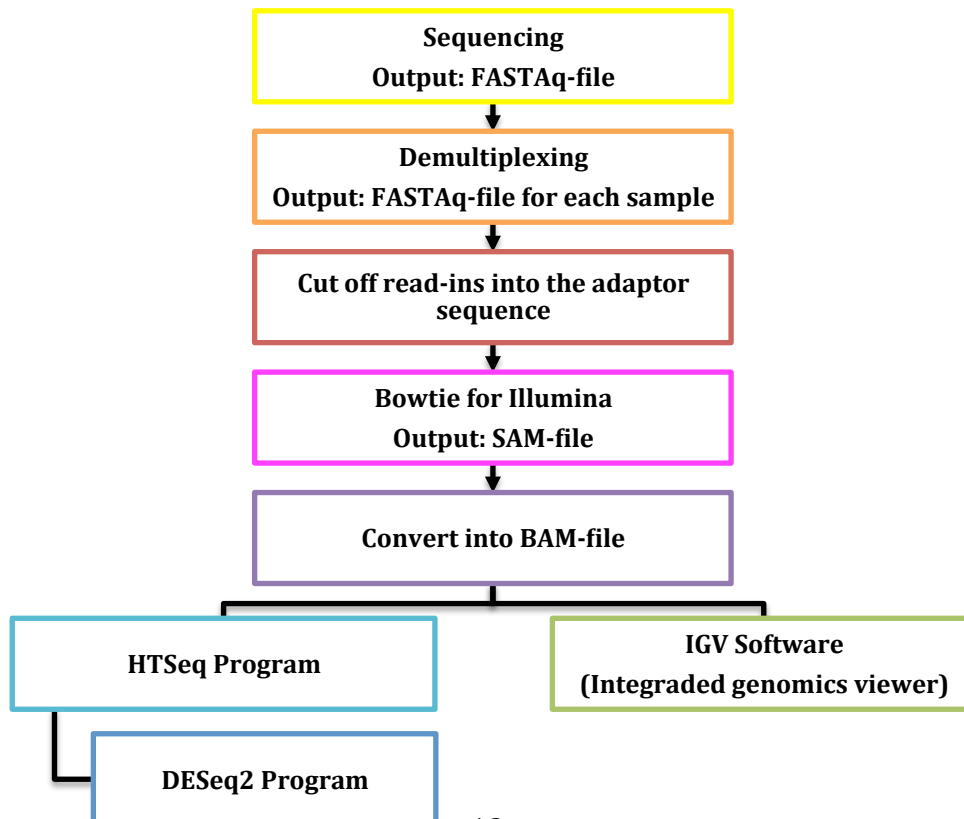 Sequencing
Output: FASTAq-file
Demultiplexing
Output: FASTAq-file for each sample
Cut off read-ins into the adaptor
sequence
Bowtie for Illumina
Output: SAM-file
Convert into BAM-file
HTSeq Program
IGV Software
(Integraded genomics viewer)
DESeq2 Program